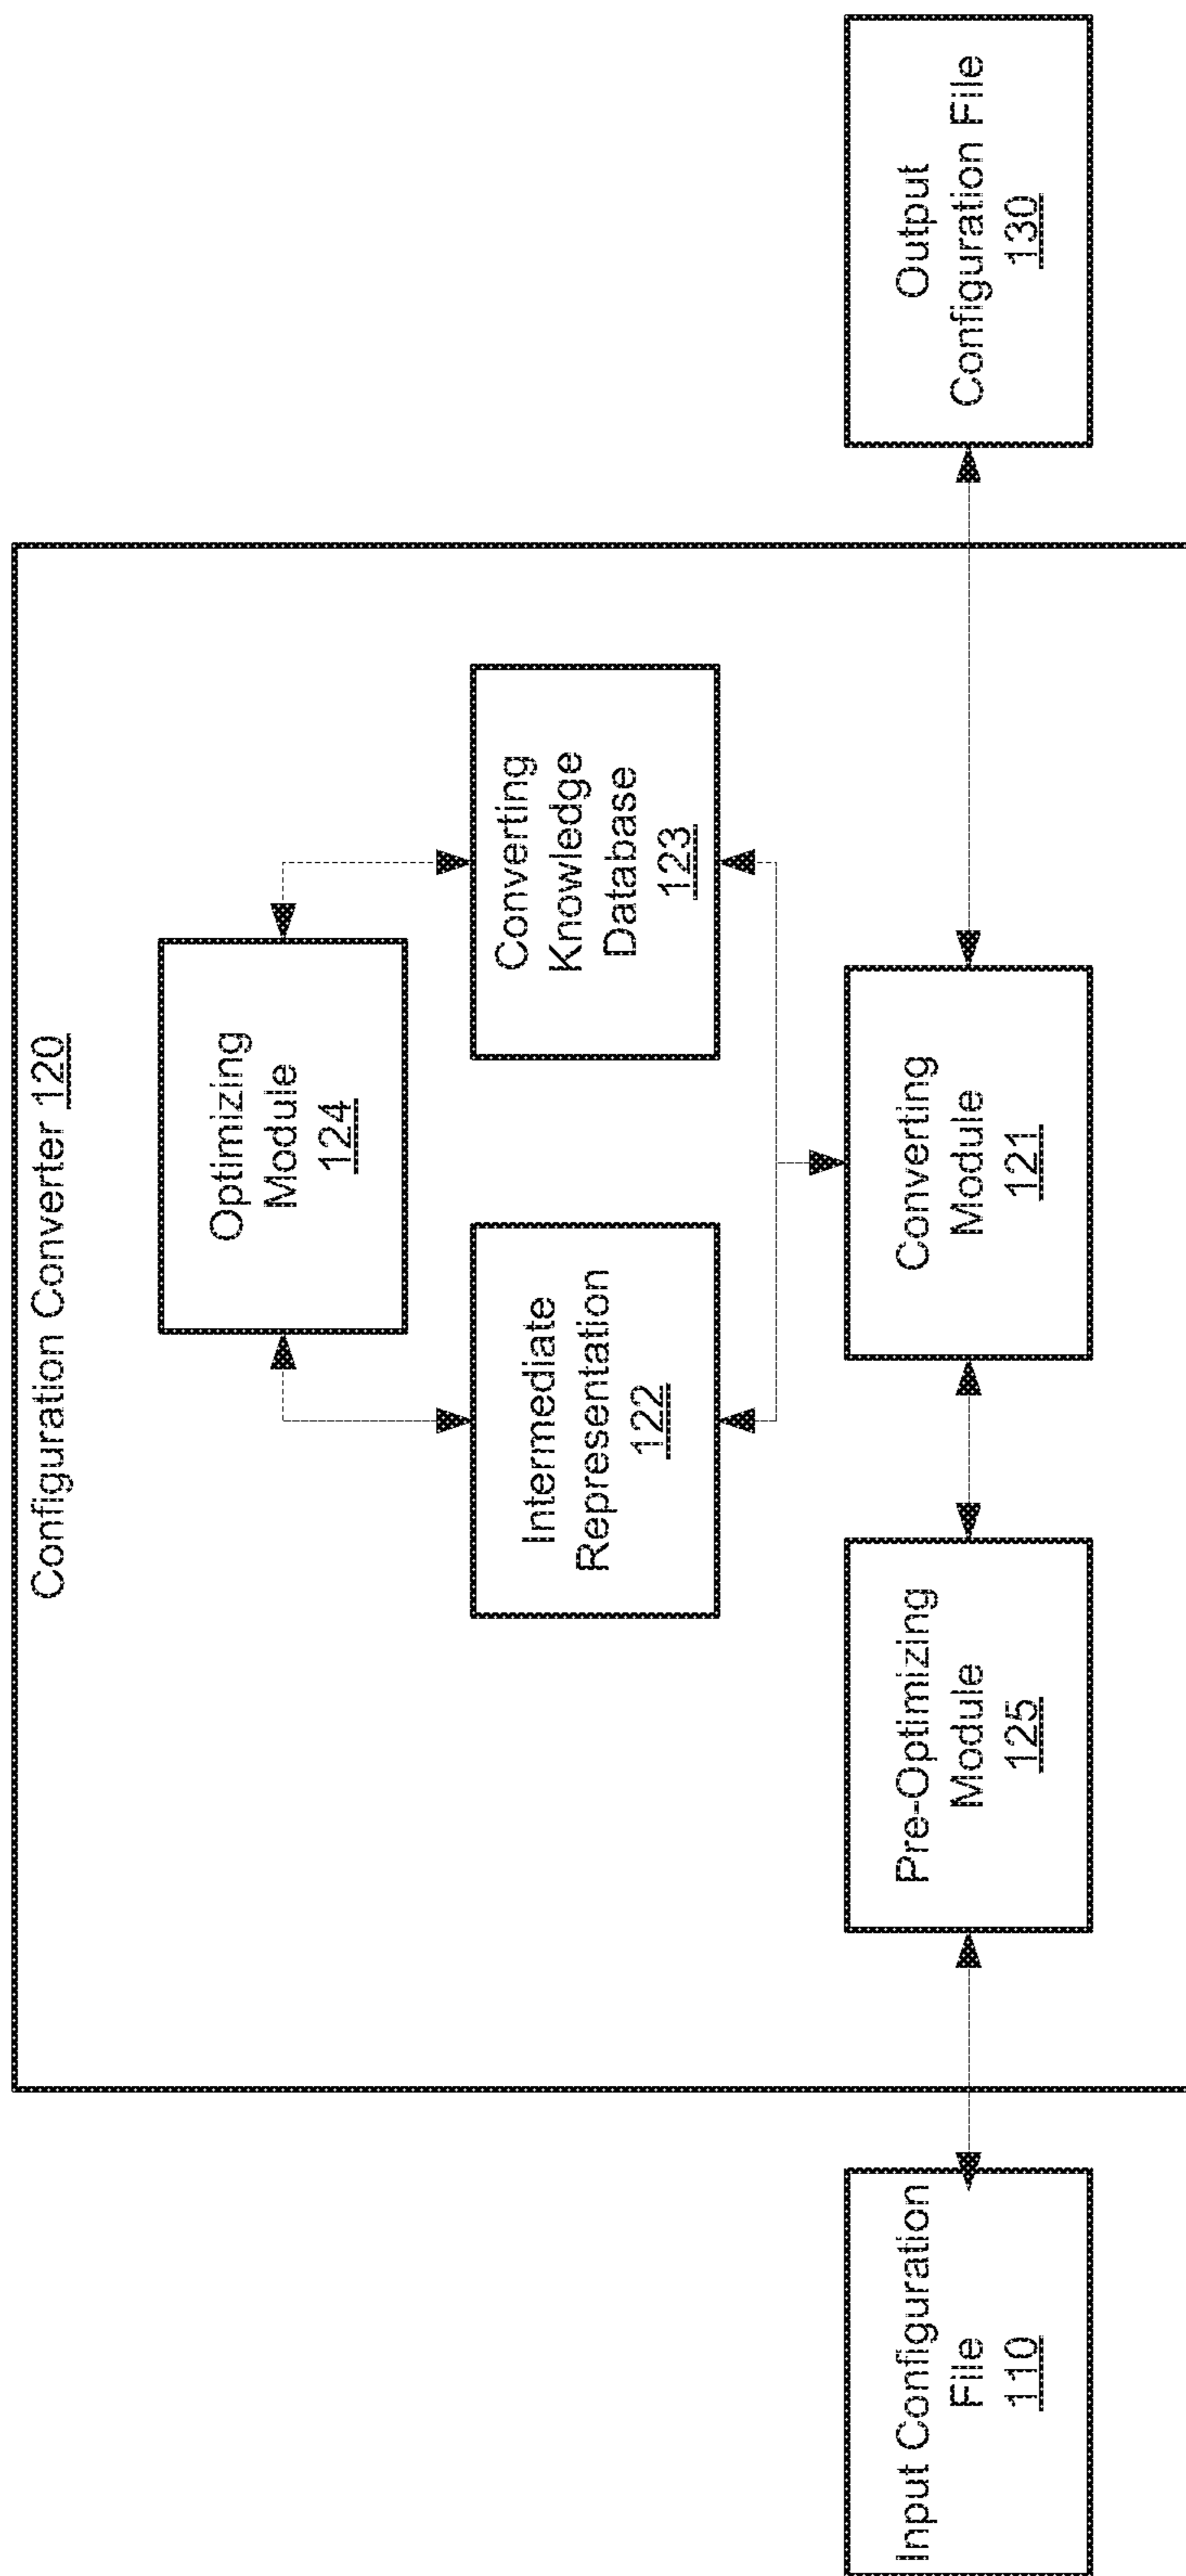 Configuration Converter 120
Optimizing
Module
124
Intermediate
Representation
122
Converting
Knowledge
Database
123
Input Configuration
File
110
Pre-Optimizing
Module
125
Converting
Module
121
Output
Configuration File
130